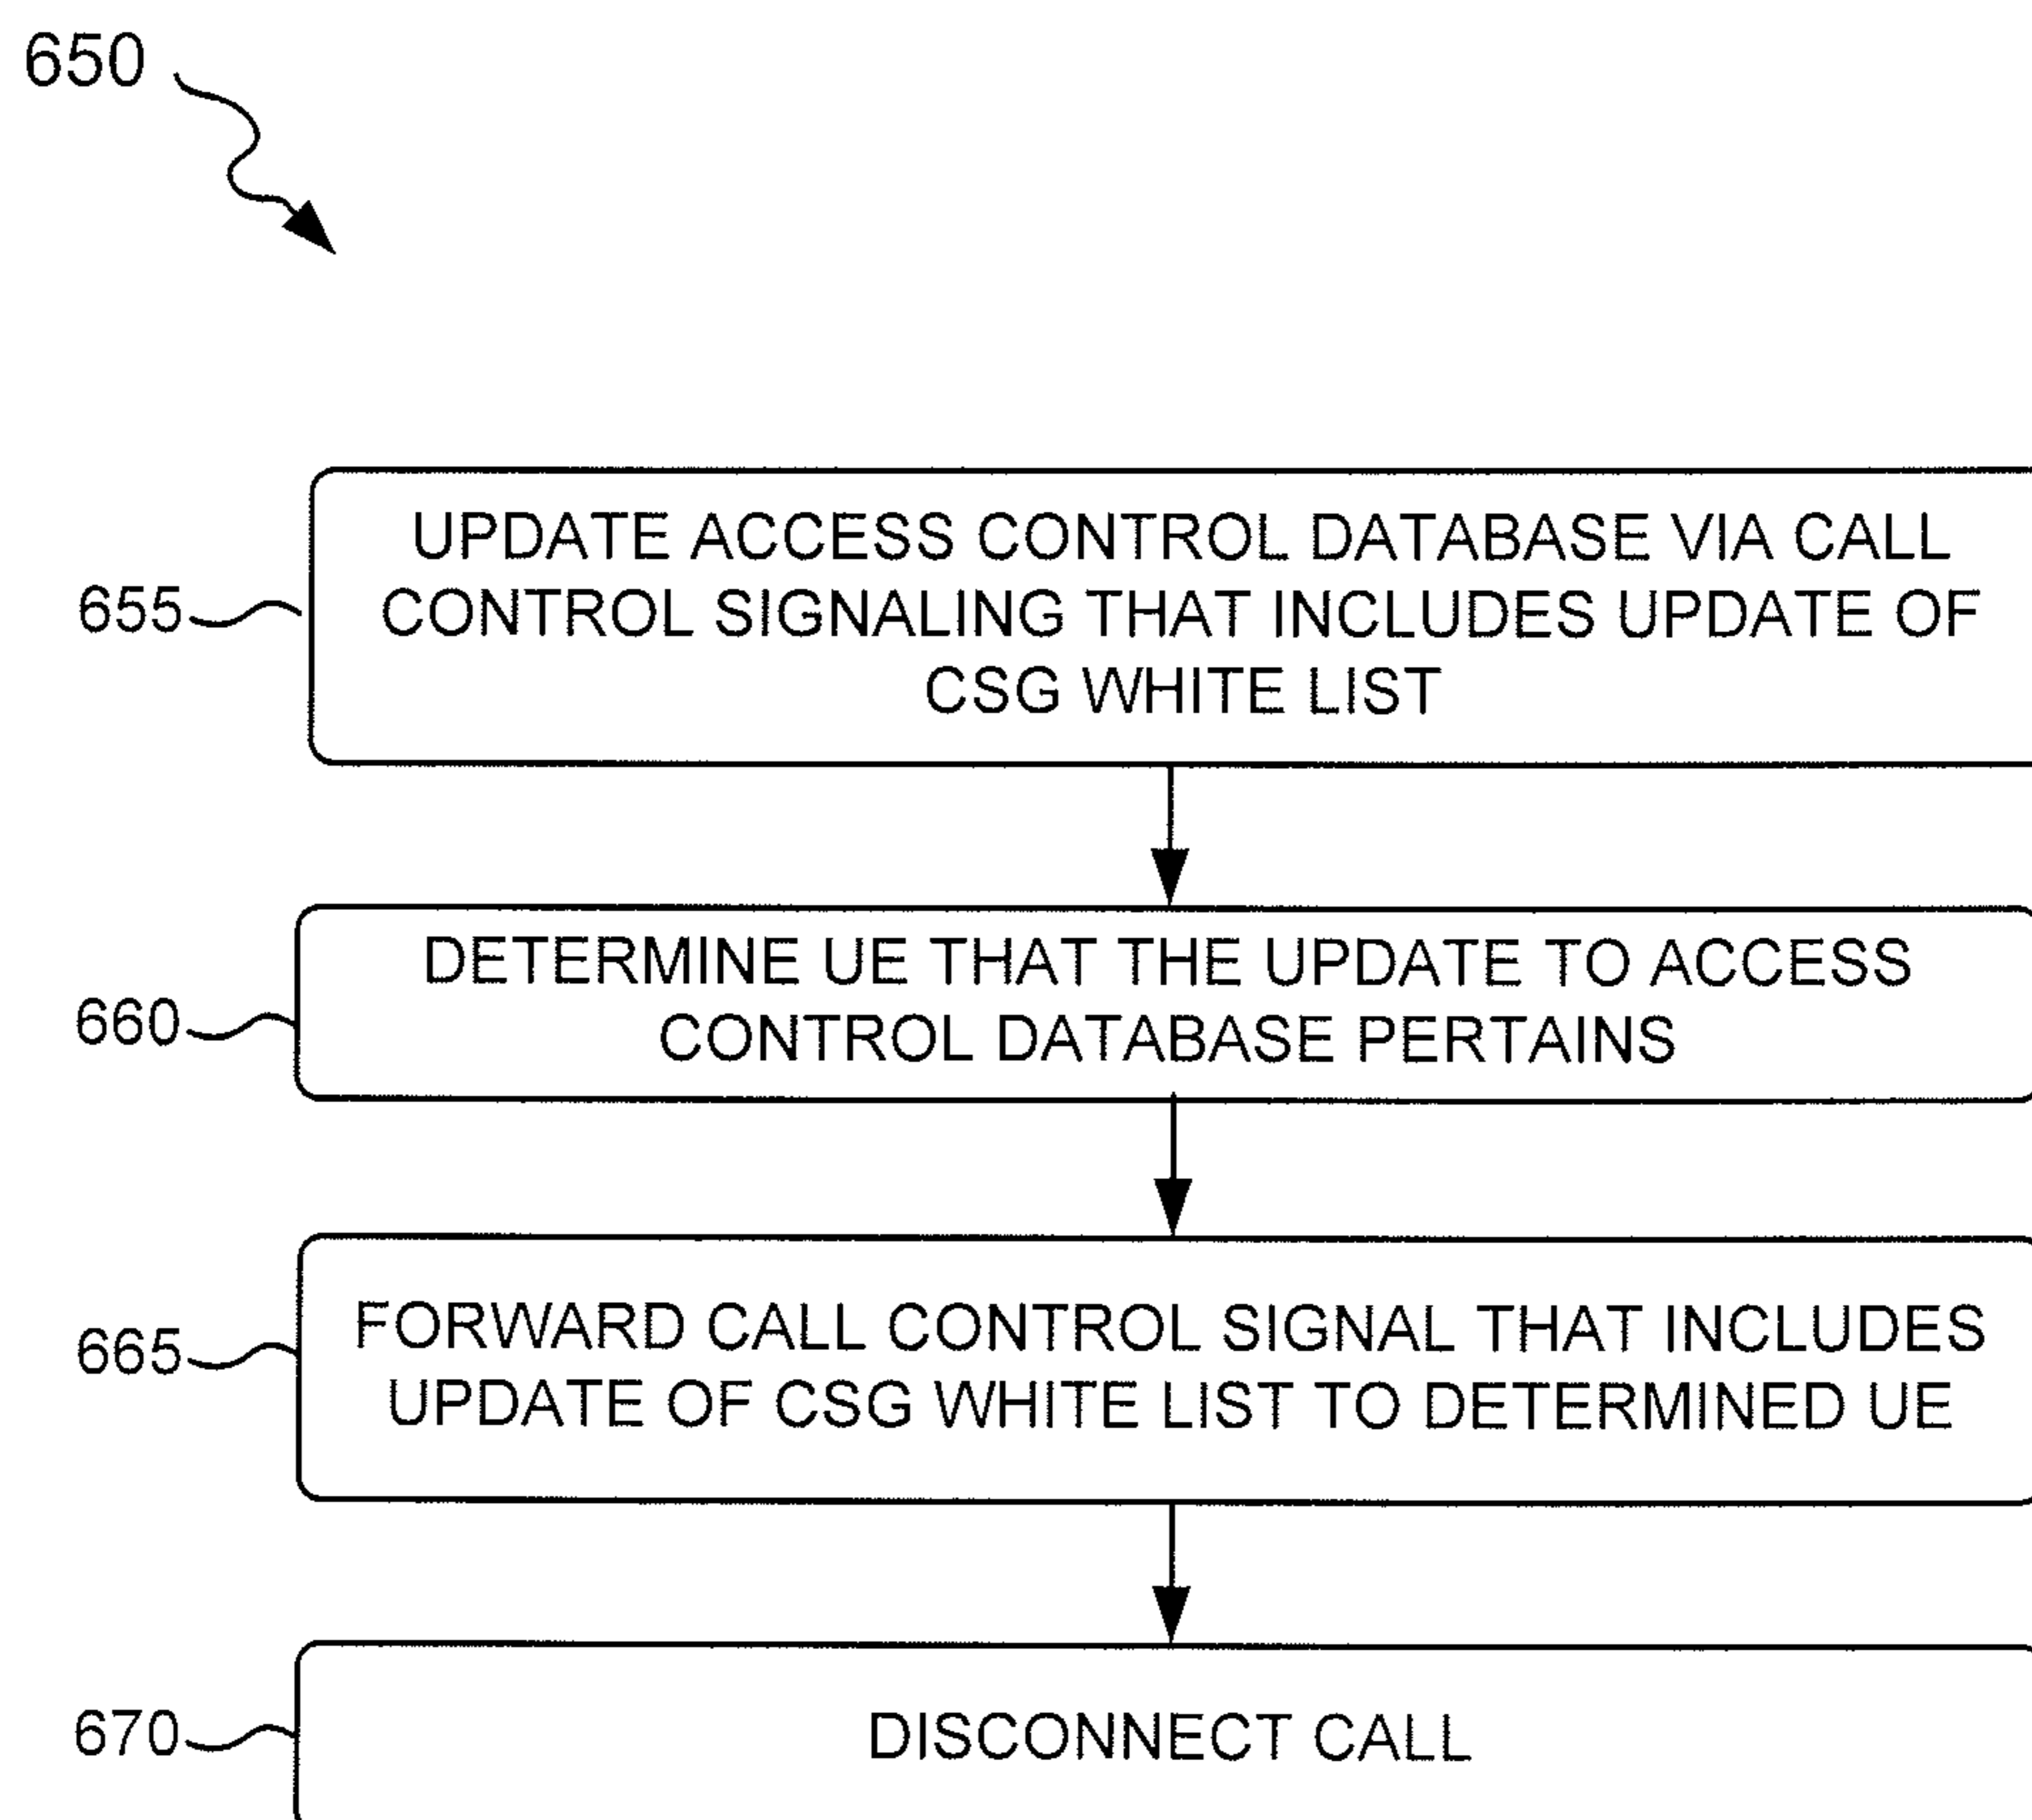 650
655
UPDATE ACCESS CONTROL DATABASE VIA CALL
CONTROL SIGNALING THAT INCLUDES UPDATE OF
CSG WHITE LIST
660
DETERMINE UE THAT THE UPDATE TO ACCESS
CONTROL DATABASE PERTAINS
665
FORWARD CALL CONTROL SIGNAL THAT INCLUDES
UPDATE OF CSG WHITE LIST TO DETERMINED UE
670
DISCONNECT CALL